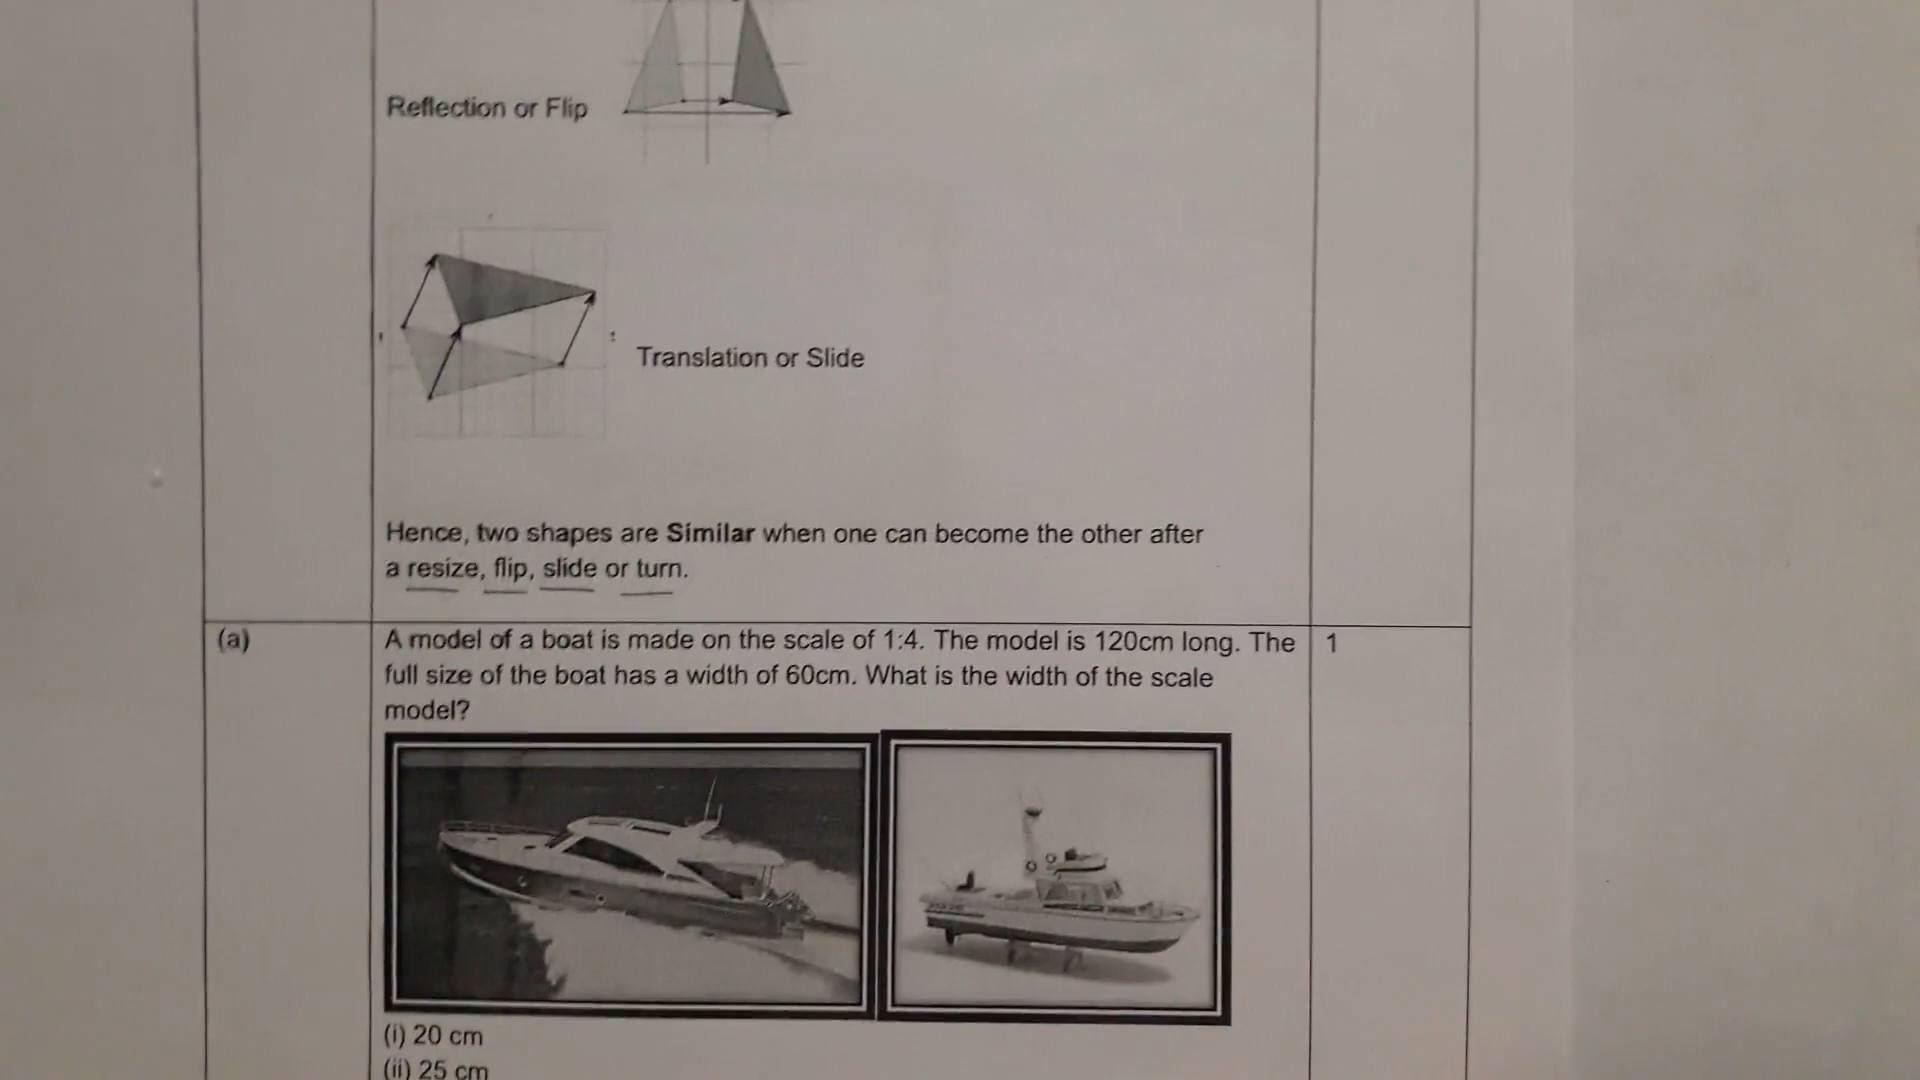 Reflection or Flip
Translation or Slide
Hence, two shapes are Similar when one can become the other after
a resize, flip, slide or turn.
(a)
A model of a boat is made on the scale of 1:4. The model is 120cm long. The
1
full size of the boat has a width of 60cm. What is the width of the scale
model?
(i) 20 cm
(ii) 25 cm